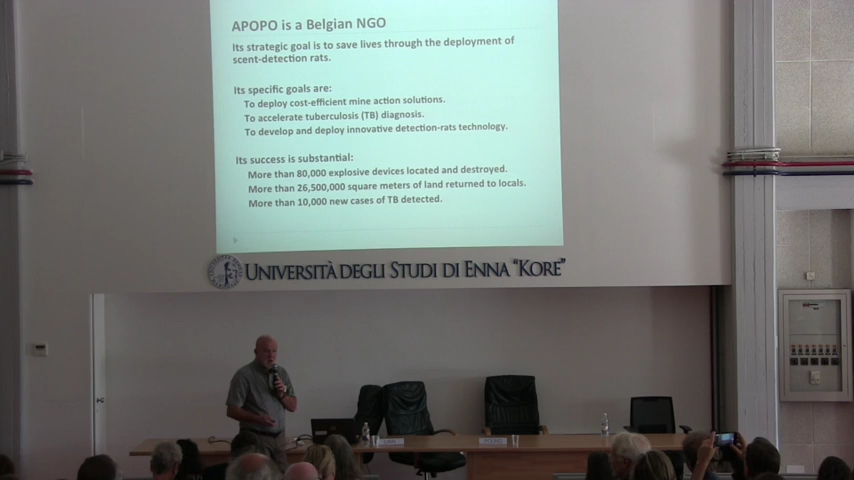 APOPO is a Belgian NGO
Its strategic goal is to save lives through the deployment of
scent-detection rats.
Its specific goals are:
To deploy cost-efficient mine action solutions.
To accelerate tuberculosis (TB) diagnosis.
To develop and deploy innovative detection-rats technology.
Its success is substantial:
More than 80,000 explosive devices located and destroyed.
More than 26,500,000 square meters of land returned to locals.
More than 10,000 new cases of TB detected.
UNIVERSITÀ DEGLI STUDI DI ENNA "KORE"